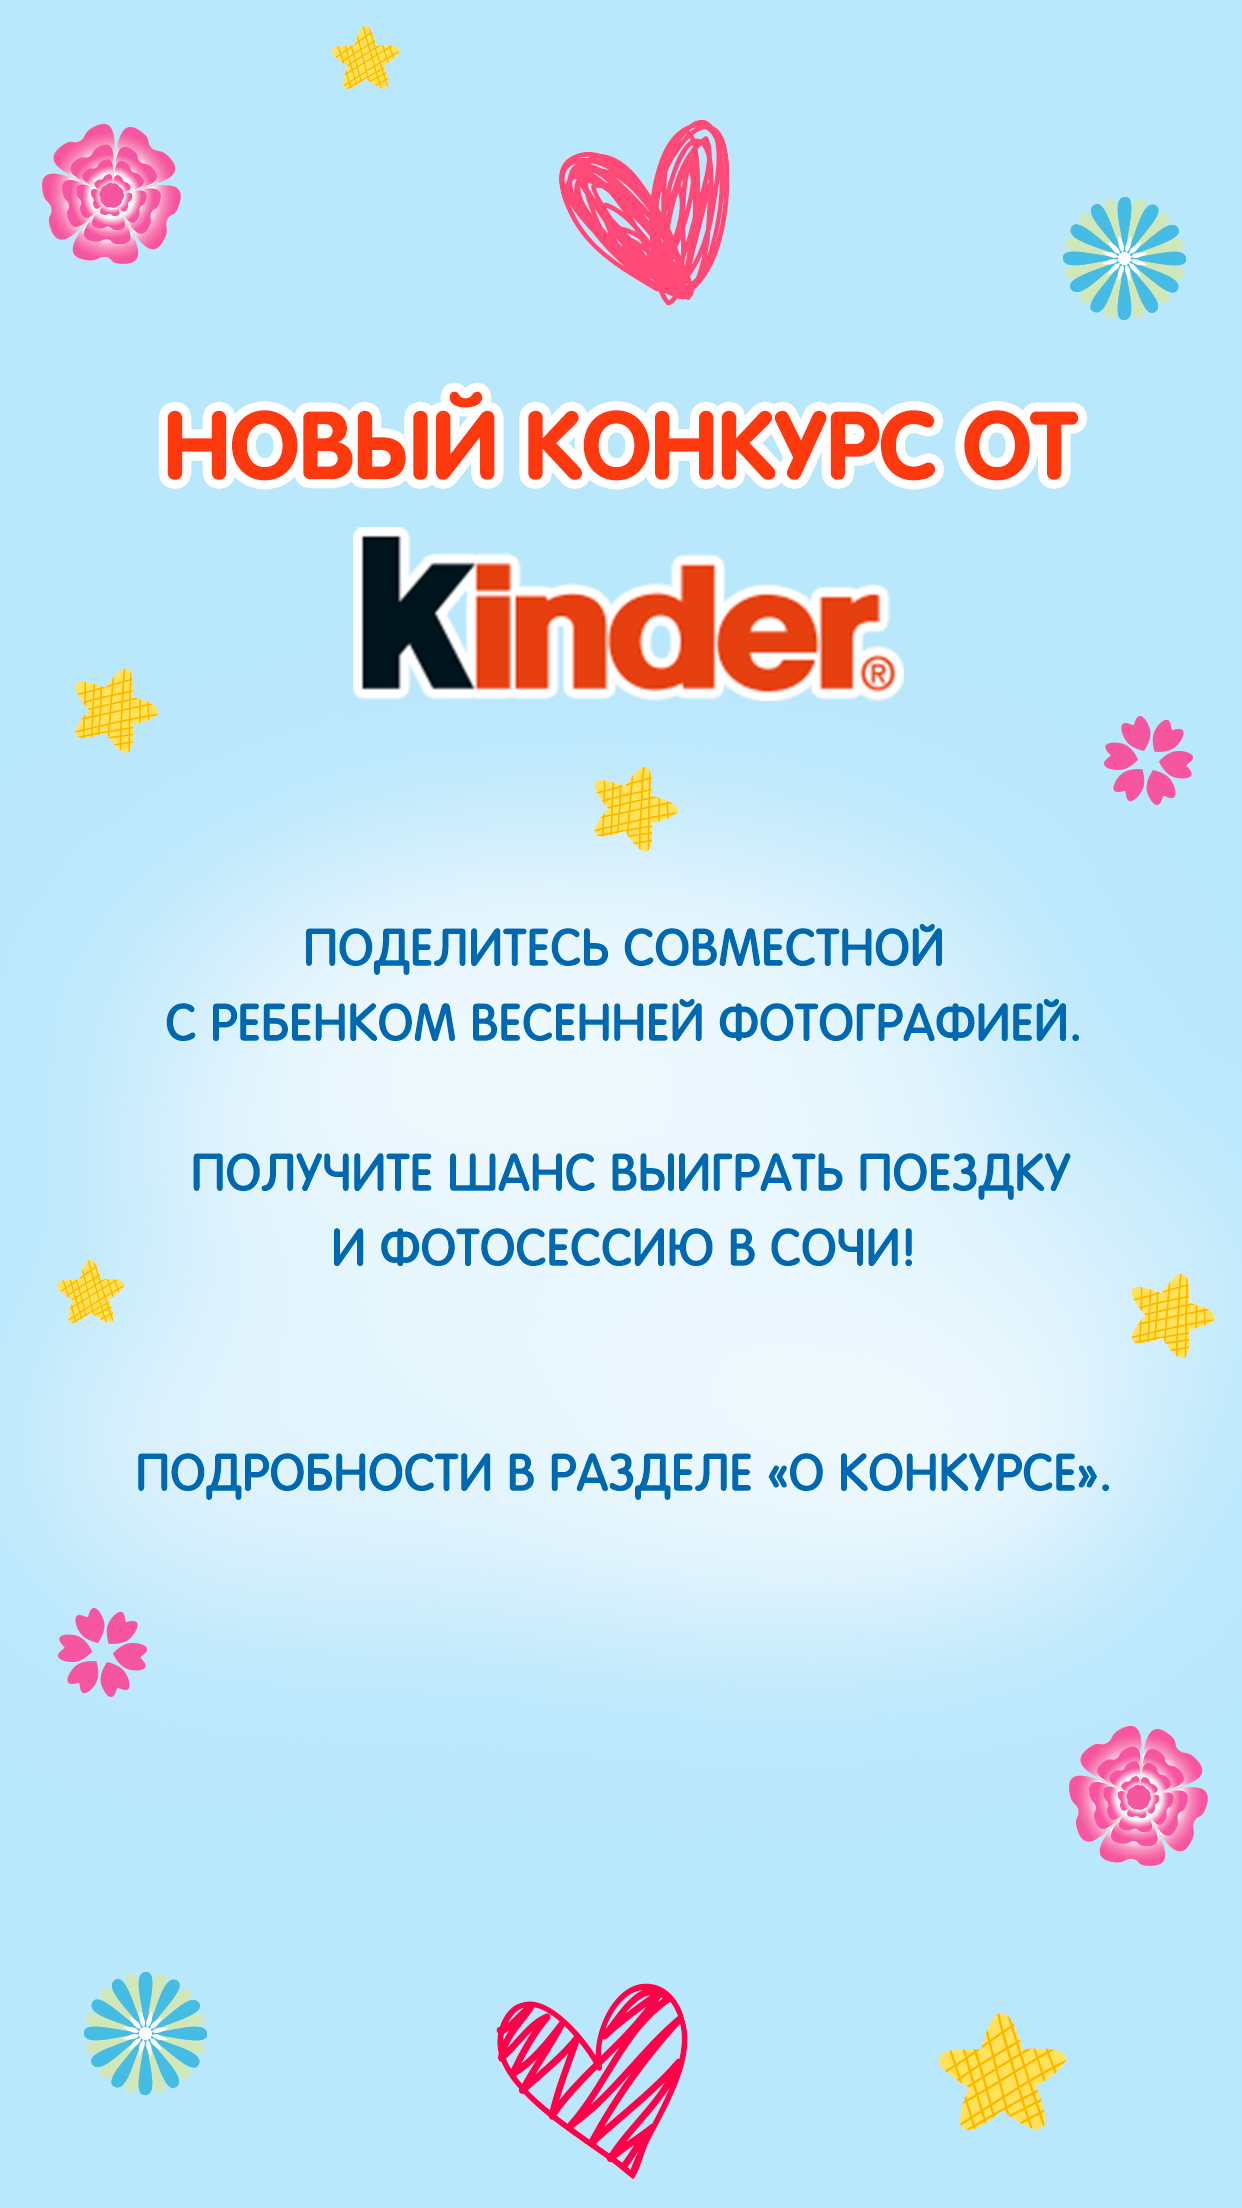 НОВЫЙ КОНКУРС ОТ
Kinder®
ПОДЕЛИТЕСЬ СОВМЕСТНОЙ
С РЕБЕНКОМ ВЕСЕННЕЙ ФОТОГРАФИЕЙ.
ПОЛУЧИТЕ ШАНС ВЫИГРАТЬ ПОЕЗДКУ
И ФОТОСЕССИЮ В СОЧИ!
ПОДРОБНОСТИ В РАЗДЕЛЕ «О КОНКУРСЕ».